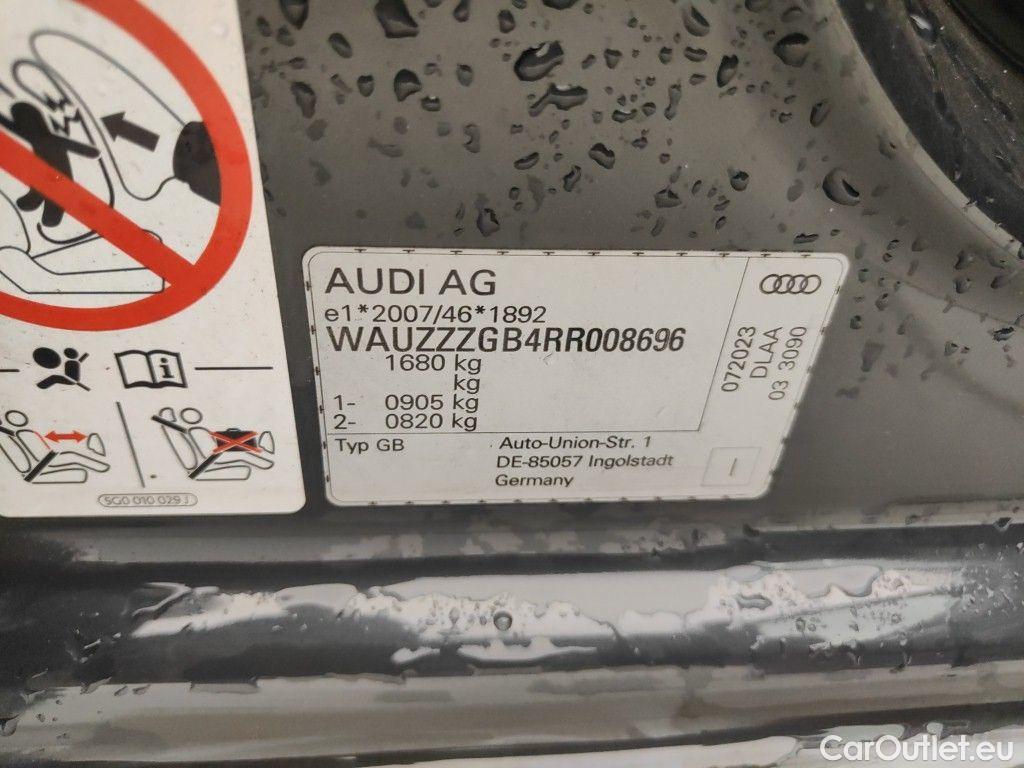 AUDI AG
e1*2007/46*1892
WAUZZZGB4RR008696
1680 kg
kg
1- 0905 kg
2- 0820 kg
Typ GB
Auto-Union-Str. 1
DE-85057 Ingolstadt
Germany
072023
DLAA
03 3090
5G0 010 029 J
CarOutlet.eu